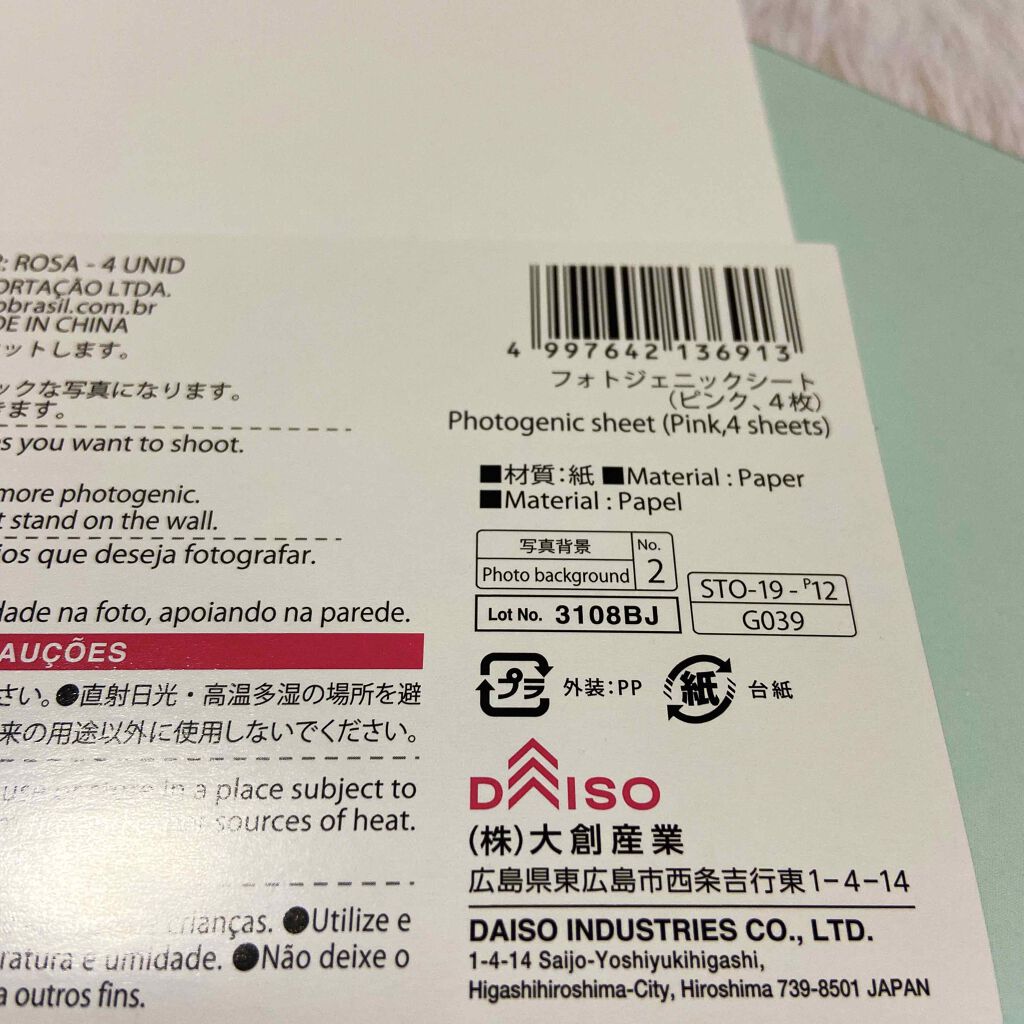 : ROSA - 4 UNID
ORTAÇÃO LTDA.
obrasil.com.br
DE IN CHINA
ットします。
ックな写真になります。
きます。
s you want to shoot.
more photogenic.
t stand on the wall.
ios que deseja fotografar.
dade na foto, apoiando na parede.
AUÇÕES
さい。●直射日光・高温多湿の場所を避
来の用途以外に使用しないでください。
use or store in a place subject to
sources of heat.
crianças. ●Utilize e
ratura e umidade. ●Não deixe o
a outros fins.
4 997642 136913
フォトジェニックシート
(ピンク、4枚)
Photogenic sheet (Pink,4 sheets)
■材質:紙 ■Material : Paper
■Material : Papel
写真背景
Photo background
No.
2
Lot No. 3108BJ
STO-19 - P12
G039
プラ 外装:PP 紙 台紙
DAISO
(株)大創産業
広島県東広島市西条吉行東1-4-14
DAISO INDUSTRIES CO., LTD.
1-4-14 Saijo-Yoshiyukihigashi,
Higashihiroshima-City, Hiroshima 739-8501 JAPAN